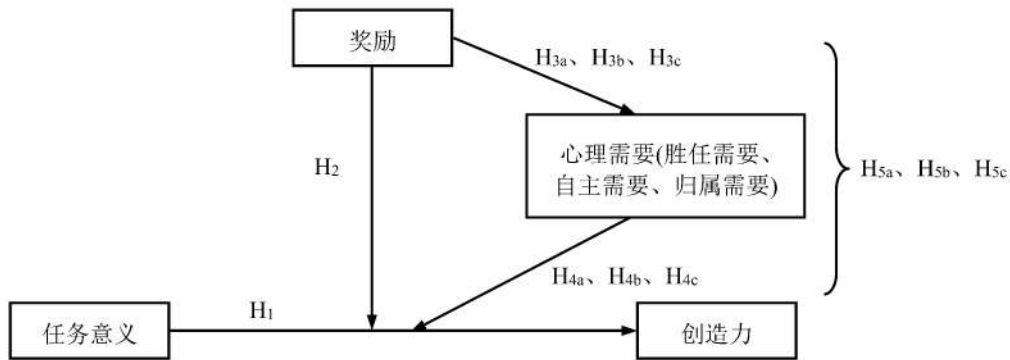 奖励
H3a、H3b、H3c
心理需要(胜任需要、
自主需要、归属需要)
H2
H5a、H5b、H5c
H4a、H4b、H4c
H1
任务意义
创造力